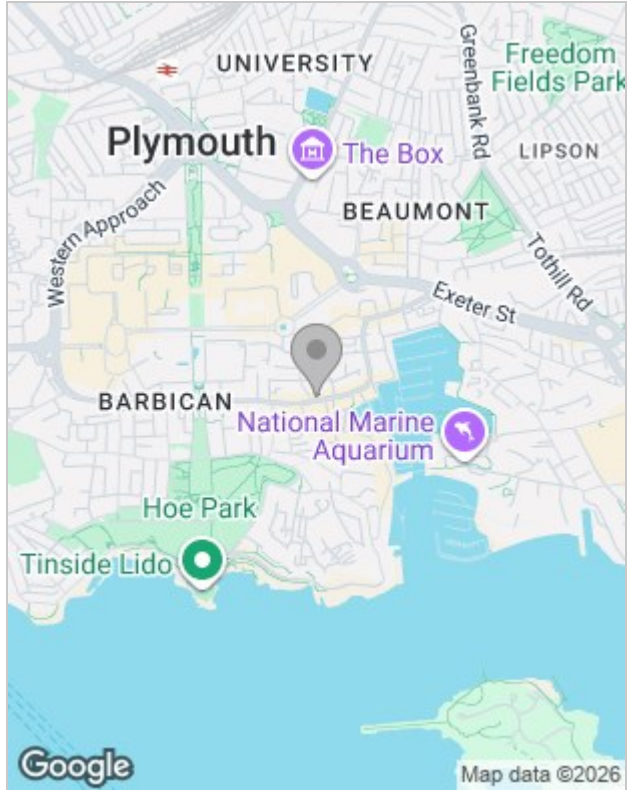 UNIVERSITY
Greenbank Rd
Freedom
Fields Park
Plymouth
The Box
LIPSON
Western Approach
BEAUMONT
Tothill Rd
Exeter St
BARBICAN
National Marine
Aquarium
Hoe Park
Tinside Lido
Google
Map data ©2026